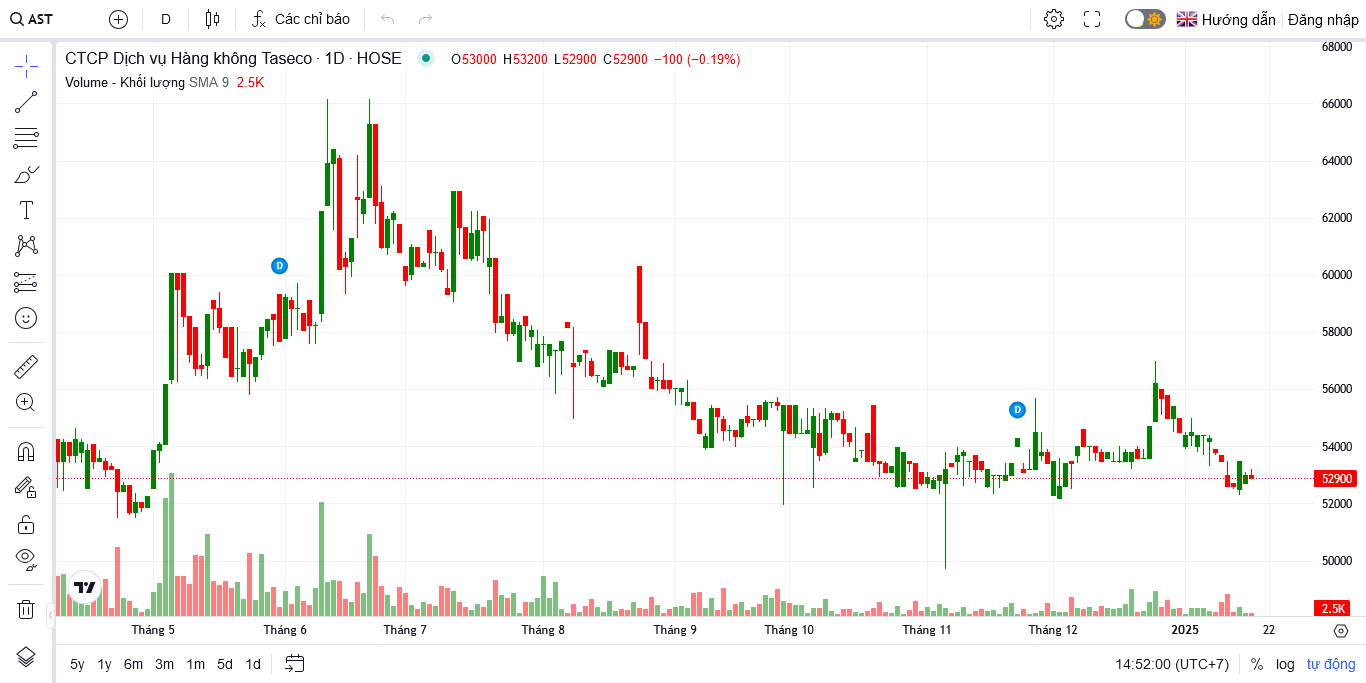 AST D Các chỉ báo Hướng dẫn Đăng nhập
CTCP Dịch vụ Hàng không Taseco · 1D · HOSE O53000 H53200 L52900 C52900 −100 (−0.19%)
Volume - Khối lượng SMA 9 2.5K
68000
66000
64000
62000
60000
58000
56000
54000
52900
52000
50000
2.5K
D
D
Tháng 5 Tháng 6 Tháng 7 Tháng 8 Tháng 9 Tháng 10 Tháng 11 Tháng 12 2025 22
5y 1y 6m 3m 1m 5d 1d 14:52:00 (UTC+7) % log tự động